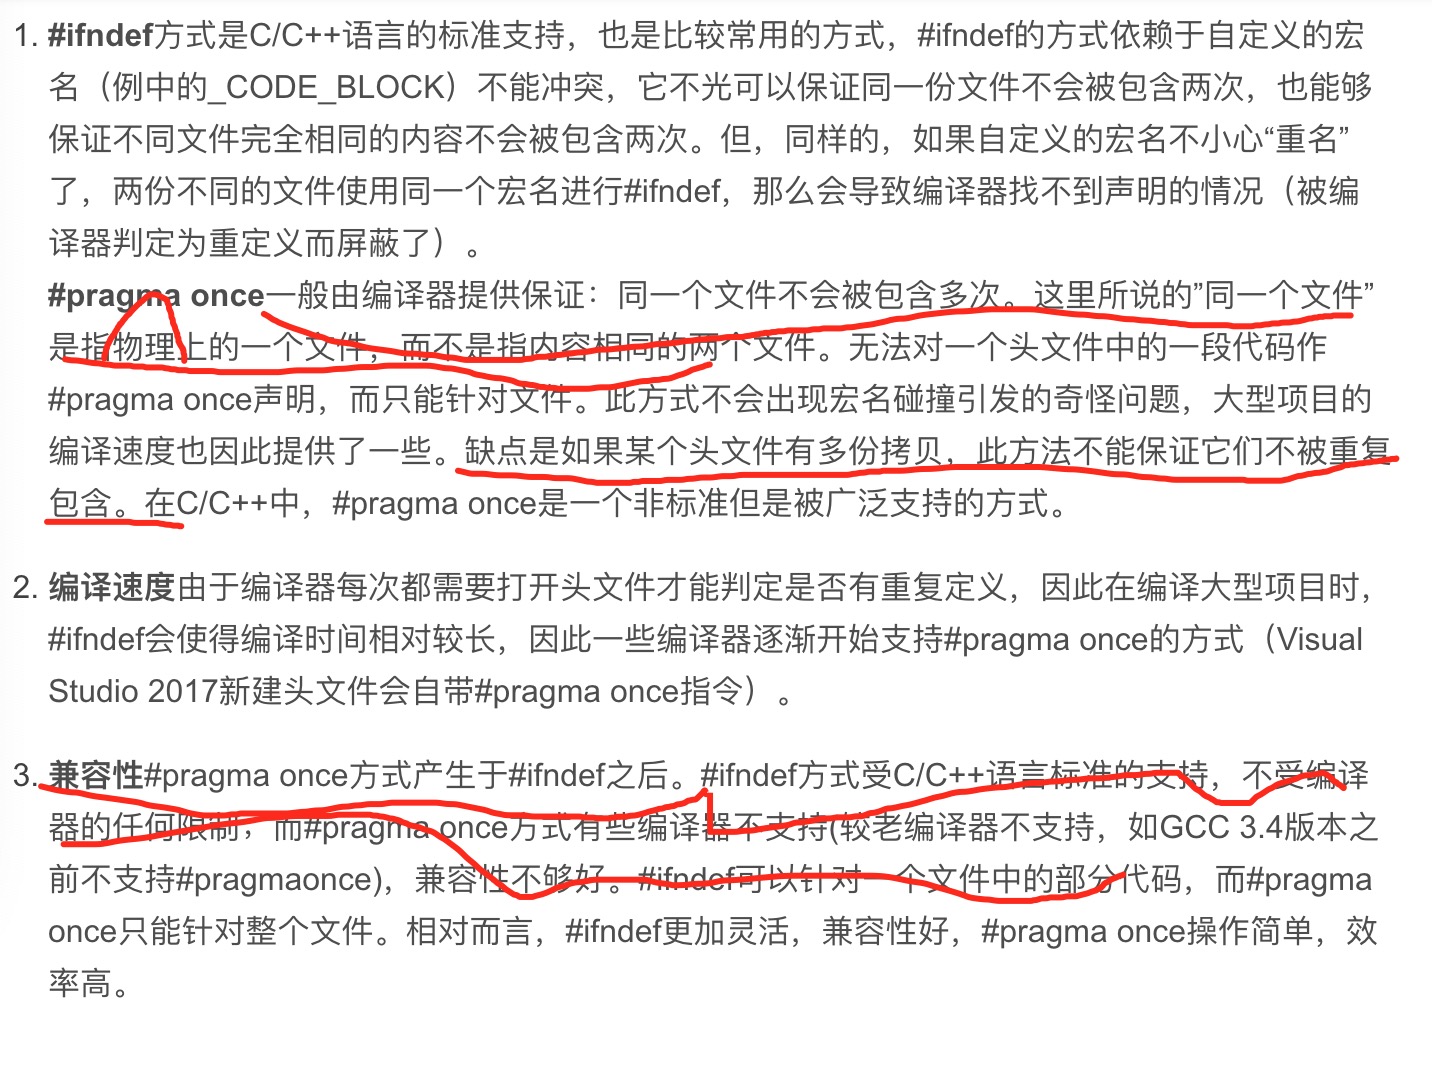 1. #ifndef方式是C/C++语言的标准支持，也是比较常用的方式，#ifndef的方式依赖于自定义的宏
名（例中的_CODE_BLOCK）不能冲突，它不光可以保证同一份文件不会被包含两次，也能够
保证不同文件完全相同的内容不会被包含两次。但，同样的，如果自定义的宏名不小心“重名”
了，两份不同的文件使用同一个宏名进行#ifndef，那么会导致编译器找不到声明的情况（被编
译器判定为重定义而屏蔽了）。
#pragma once一般由编译器提供保证：同一个文件不会被包含多次。这里所说的”同一个文件”
是指物理上的一个文件，而不是指内容相同的两个文件。无法对一个头文件中的一段代码作
#pragma once声明，而只能针对文件。此方式不会出现宏名碰撞引发的奇怪问题，大型项目的
编译速度也因此提供了一些。缺点是如果某个头文件有多份拷贝，此方法不能保证它们不被重复
包含。在C/C++中，#pragma once是一个非标准但是被广泛支持的方式。
2. 编译速度由于编译器每次都需要打开头文件才能判定是否有重复定义，因此在编译大型项目时，
#ifndef会使得编译时间相对较长，因此一些编译器逐渐开始支持#pragma once的方式（Visual
Studio 2017新建头文件会自带#pragma once指令）。
3. 兼容性#pragma once方式产生于#ifndef之后。#ifndef方式受C/C++语言标准的支持，不受编译
器的任何限制，而#pragma once方式有些编译器不支持(较老编译器不支持，如GCC 3.4版本之
前不支持#pragmaonce)，兼容性不够好。#ifndef可以针对一个文件中的部分代码，而#pragma
once只能针对整个文件。相对而言，#ifndef更加灵活，兼容性好，#pragma once操作简单，效
率高。